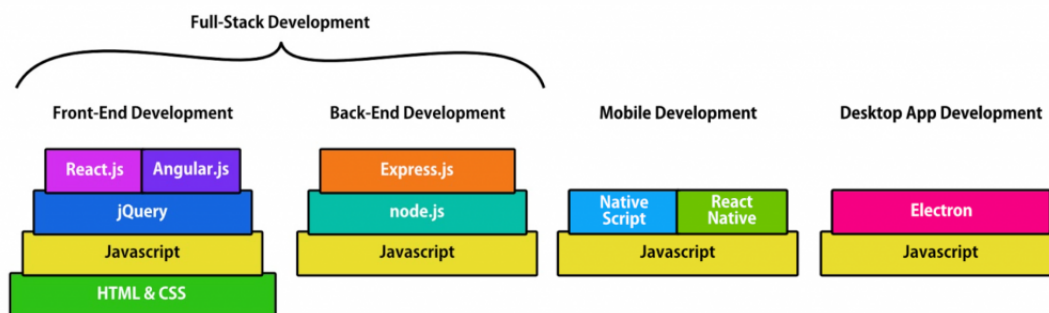 Full-Stack Development
Front-End Development
Back-End Development
Mobile Development
Desktop App Development
React.js
Angular.js
Express.js
jQuery
node.js
Native
Script
React
Native
Electron
Javascript
Javascript
Javascript
Javascript
HTML & CSS